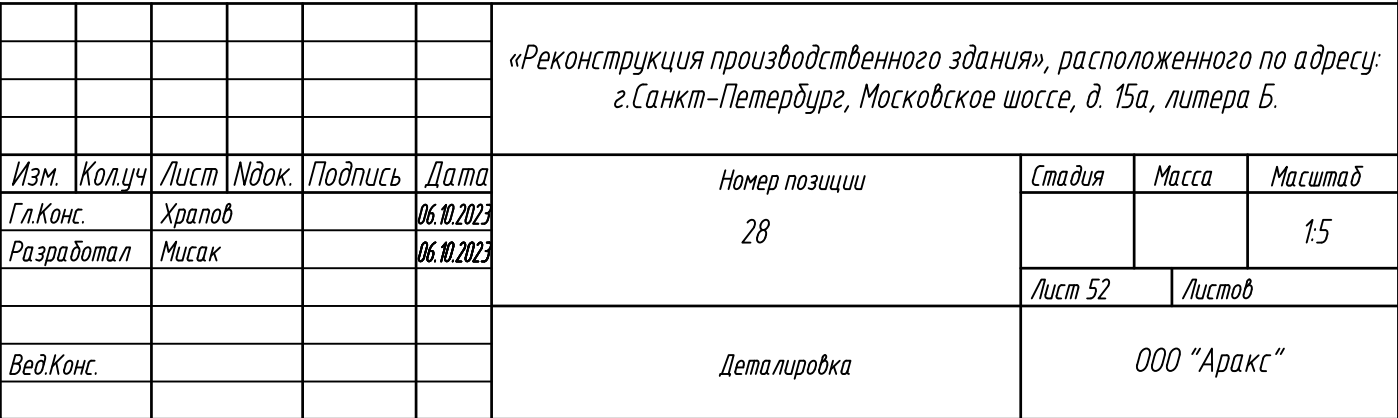 «Реконструкция производственного здания», расположенного по адресу:
г.Санкт-Петербург, Московское шоссе, д. 15а, литера Б.
Изм. Кол.уч Лист Nдок. Подпись Дата
Номер позиции
Стадия Масса Масштаб
Гл.Конс. Храпов 06.10.2023
28
1:5
Разработал Мисак 06.10.2023
Лист 52 Листов
Вед.Конс.
Деталировка
ООО "Аракс"